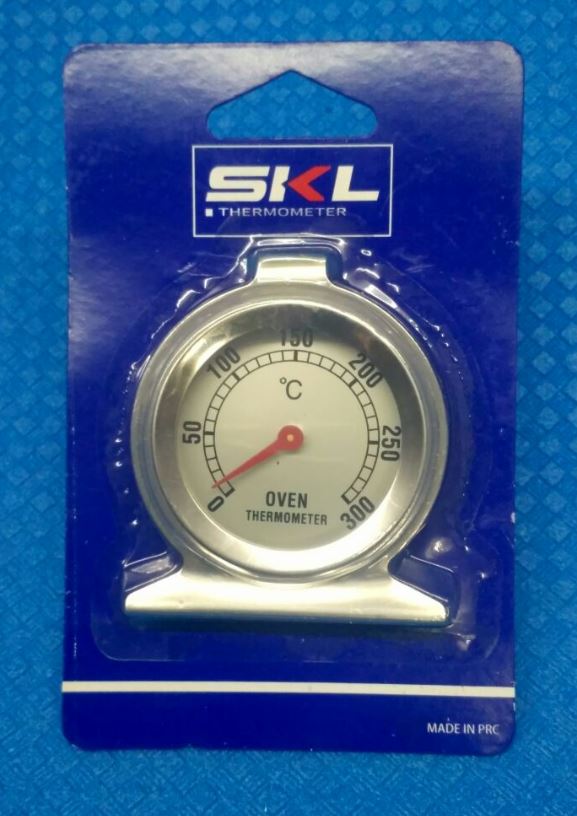 SKL
THERMOMETER
150
100
200
°C
50
250
0
300
OVEN
THERMOMETER
MADE IN PRC